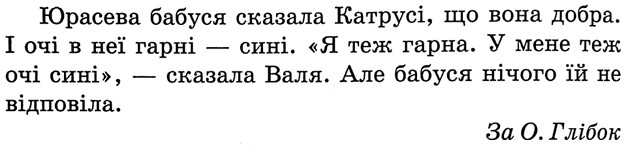 Юрасева бабуся сказала Катрусі, що вона добра.
І очі в неї гарні — сині. «Я теж гарна. У мене теж
очі сині», — сказала Валя. Але бабуся нічого їй не
відповіла.
За О. Глібок